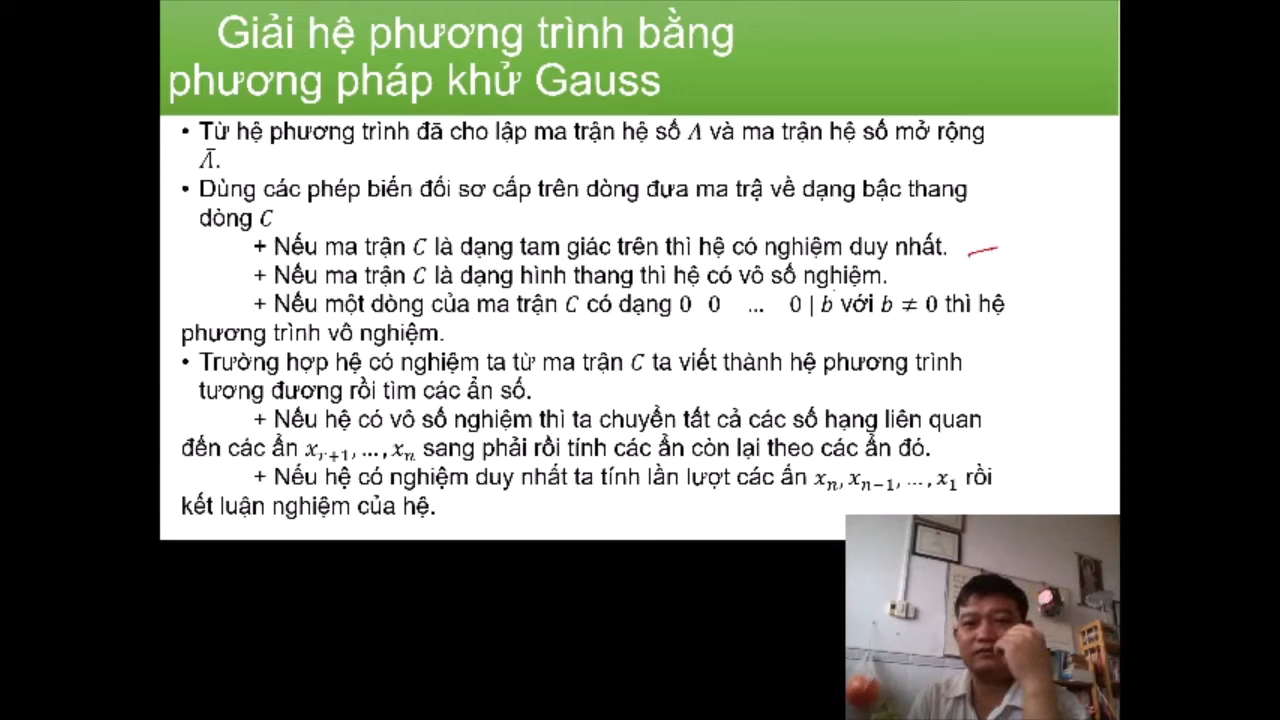 Giải hệ phương trình bằng
phương pháp khử Gauss
• Từ hệ phương trình đã cho lập ma trận hệ số A và ma trận hệ số mở rộng
Ā.
• Dùng các phép biến đổi sơ cấp trên dòng đưa ma trậ về dạng bậc thang
dòng C
+ Nếu ma trận C là dạng tam giác trên thì hệ có nghiệm duy nhất.
+ Nếu ma trận C là dạng hình thang thì hệ có vô số nghiệm.
+ Nếu một dòng của ma trận C có dạng 0 0 ... 0 | b với b ≠ 0 thì hệ
phương trình vô nghiệm.
• Trường hợp hệ có nghiệm ta từ ma trận C ta viết thành hệ phương trình
tương đương rồi tìm các ẩn số.
+ Nếu hệ có vô số nghiệm thì ta chuyển tất cả các số hạng liên quan
đến các ẩn xᵣ₊₁, ..., xₙ sang phải rồi tính các ẩn còn lại theo các ẩn đó.
+ Nếu hệ có nghiệm duy nhất ta tính lần lượt các ẩn xₙ, xₙ₋₁, ..., x₁ rồi
kết luận nghiệm của hệ.